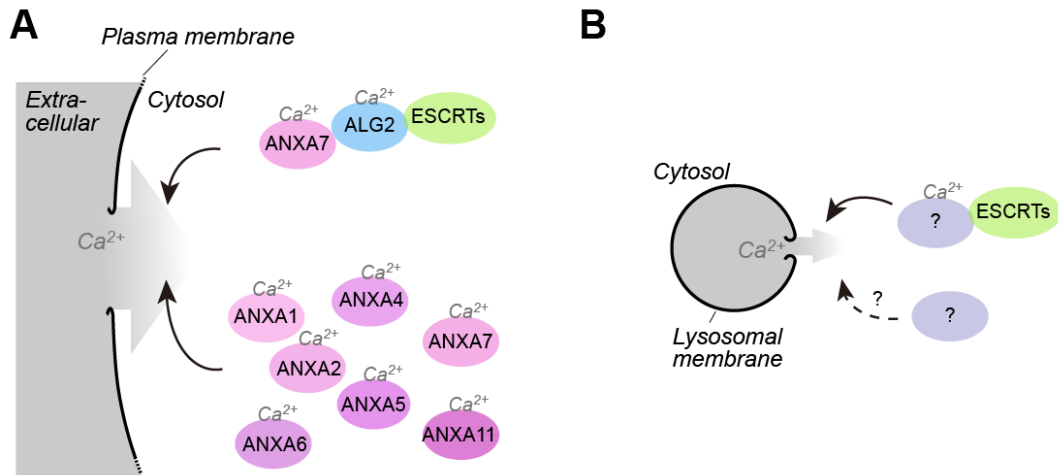 A
Plasma membrane
Extra-
cellular
Cytosol
Ca2+
ANXA7
Ca2+
ALG2
ESCRTs
Ca2+
Ca2+
ANXA1
Ca2+
ANXA4
Ca2+
ANXA7
Ca2+
ANXA2
Ca2+
ANXA5
Ca2+
ANXA6
Ca2+
ANXA11
B
Cytosol
Ca2+
Lysosomal
membrane
Ca2+
?
ESCRTs
?
?